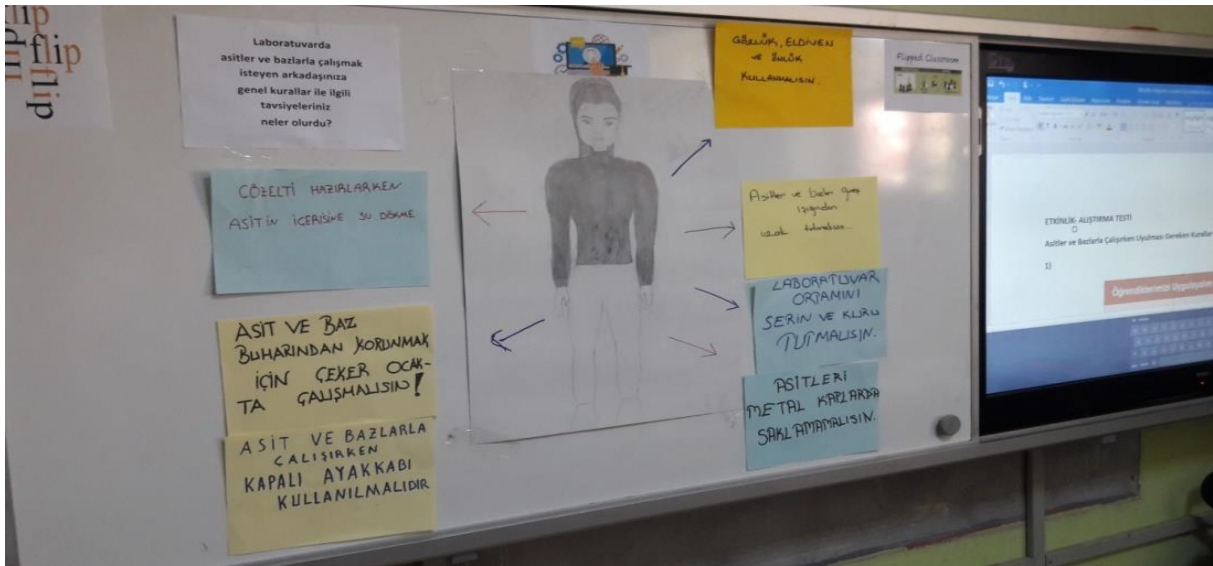 flip
flip
flip
flip
Laboratuvarda
asitler ve bazlarla çalışmak
isteyen arkadaşınıza
genel kurallar ile ilgili
tavsiyeleriniz
neler olurdu?
ÇÖZELTİ HAZIRLARKEN
ASİTİN İÇERİSİNE SU DÖKME
ASİT VE BAZ
BUHARINDAN KORUNMAK
İÇİN ÇEKER OCAK-
TA ÇALIŞMALISIN!
ASİT VE BAZLARLA
ÇALIŞIRKEN
KAPALI AYAKKABI
KULLANILMALIDIR
GÖZLÜK, ELDİVEN
VE ÖNLÜK
KULLANMALISIN.
Asitler ve bazlar güneş
ışığından
uzak tutmalısın.
LABORATUVAR
ORTAMINI
SERİN VE KURU
TUTMALISIN.
ASİTLERİ
METAL KAPLARDA
SAKLAMAMALISIN.
Flipped Classroom
ETKİNLİK- ALIŞTIRMA TESTİ
Asitler ve Bazlarla Çalışırken Uyulması Gereken Kurallar
1)
Öğrendiklerimizi Uygulayalım